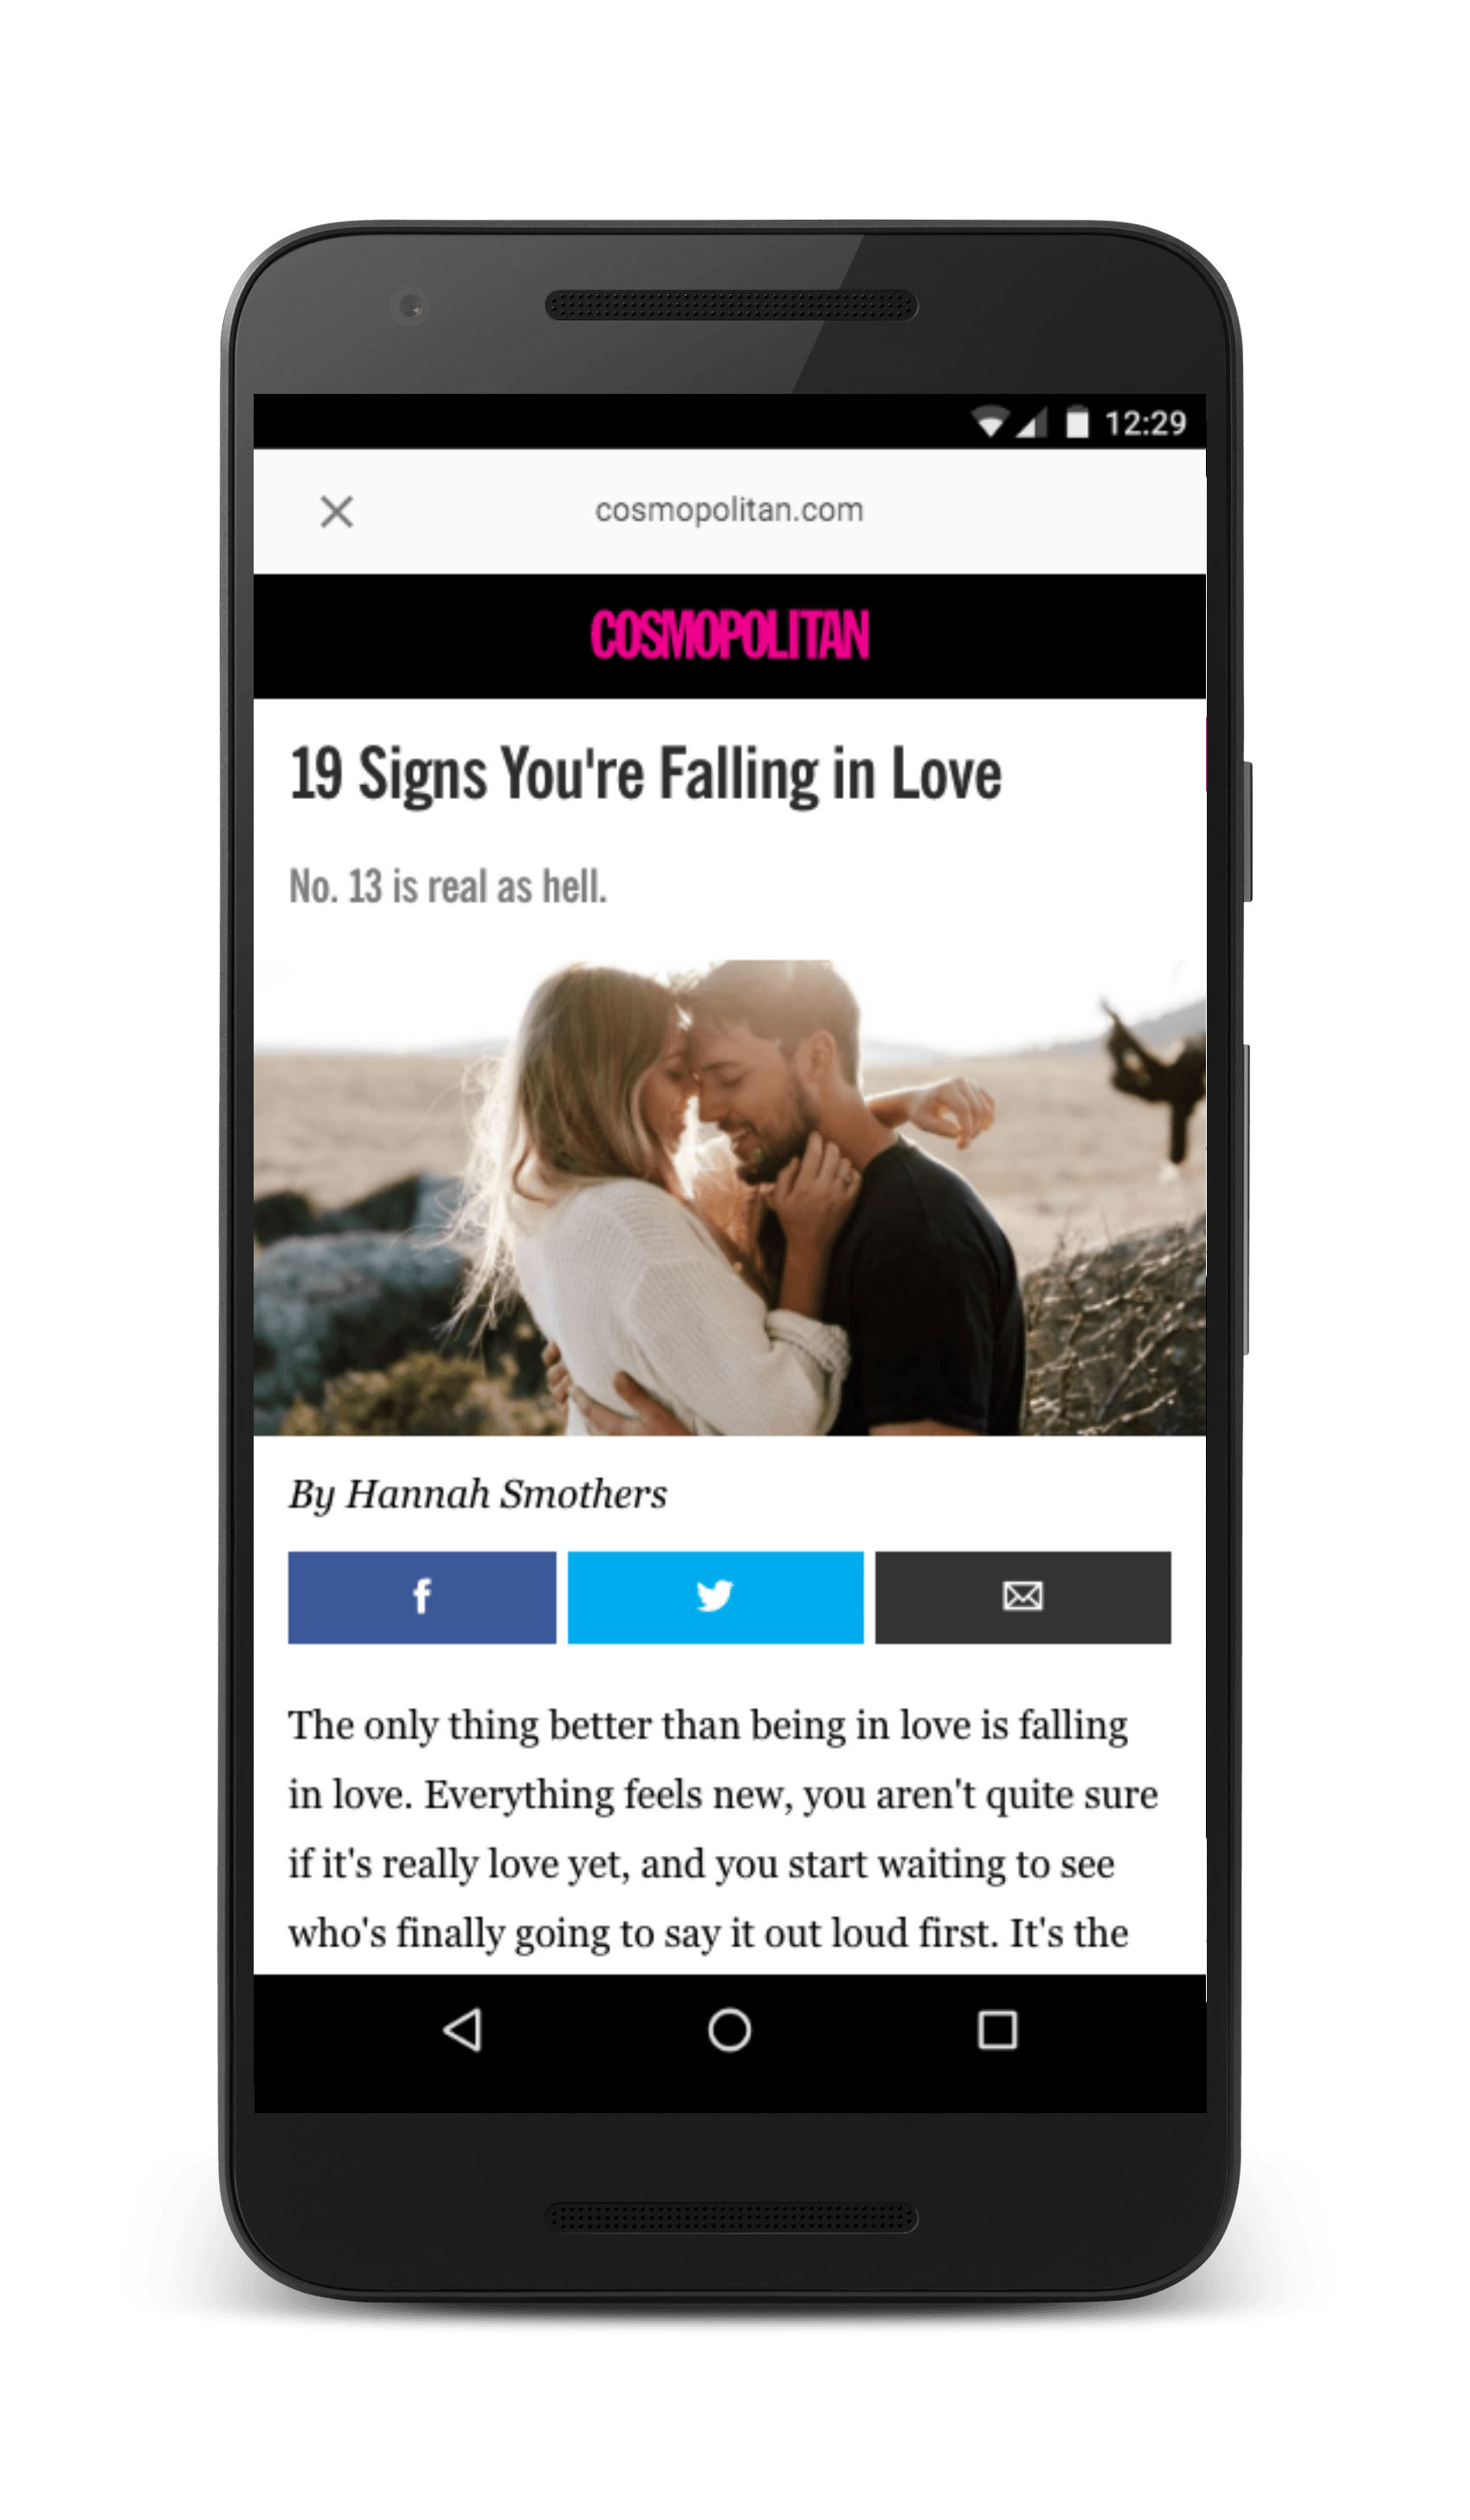 12:29
cosmopolitan.com
COSMOPOLITAN
19 Signs You're Falling in Love
No. 13 is real as hell.
By Hannah Smothers
The only thing better than being in love is falling
in love. Everything feels new, you aren't quite sure
if it's really love yet, and you start waiting to see
who's finally going to say it out loud first. It's the